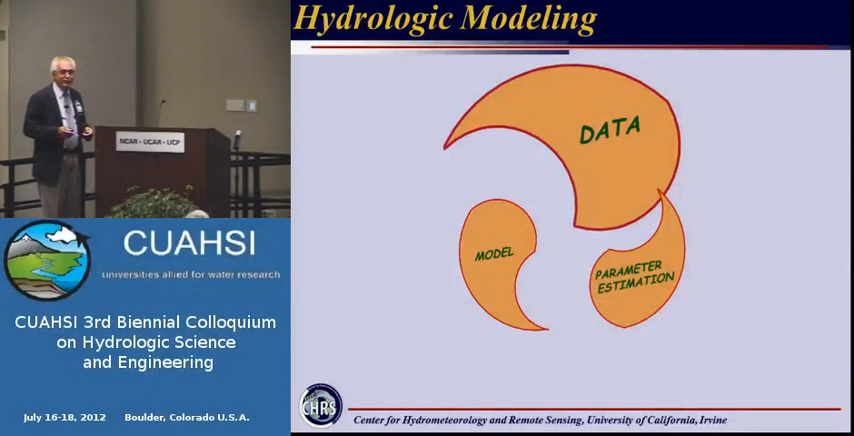 Hydrologic Modeling
DATA
MODEL
PARAMETER
ESTIMATION
CHRS
Center for Hydrometeorology and Remote Sensing, University of California, Irvine
NCAR - UCAR - UCP
CUAHSI
universities allied for water research
CUAHSI 3rd Biennial Colloquium
on Hydrologic Science
and Engineering
July 16-18, 2012 Boulder, Colorado U.S.A.